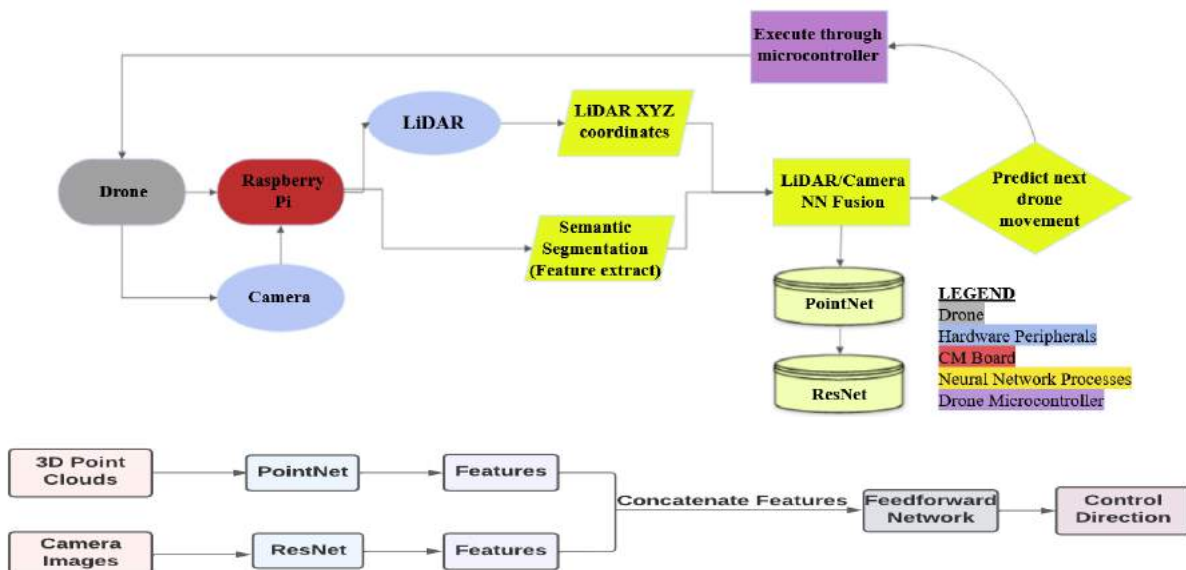 Execute through
microcontroller
LiDAR
LiDAR XYZ
coordinates
Drone
Raspberry
Pi
LiDAR/Camera
NN Fusion
Predict next
drone
movement
Semantic
Segmentation
(Feature extract)
Camera
PointNet
ResNet
LEGEND
Drone
Hardware Peripherals
CM Board
Neural Network Processes
Drone Microcontroller
3D Point
Clouds
PointNet
Features
Concatenate Features
Feedforward
Network
Control
Direction
Camera
Images
ResNet
Features